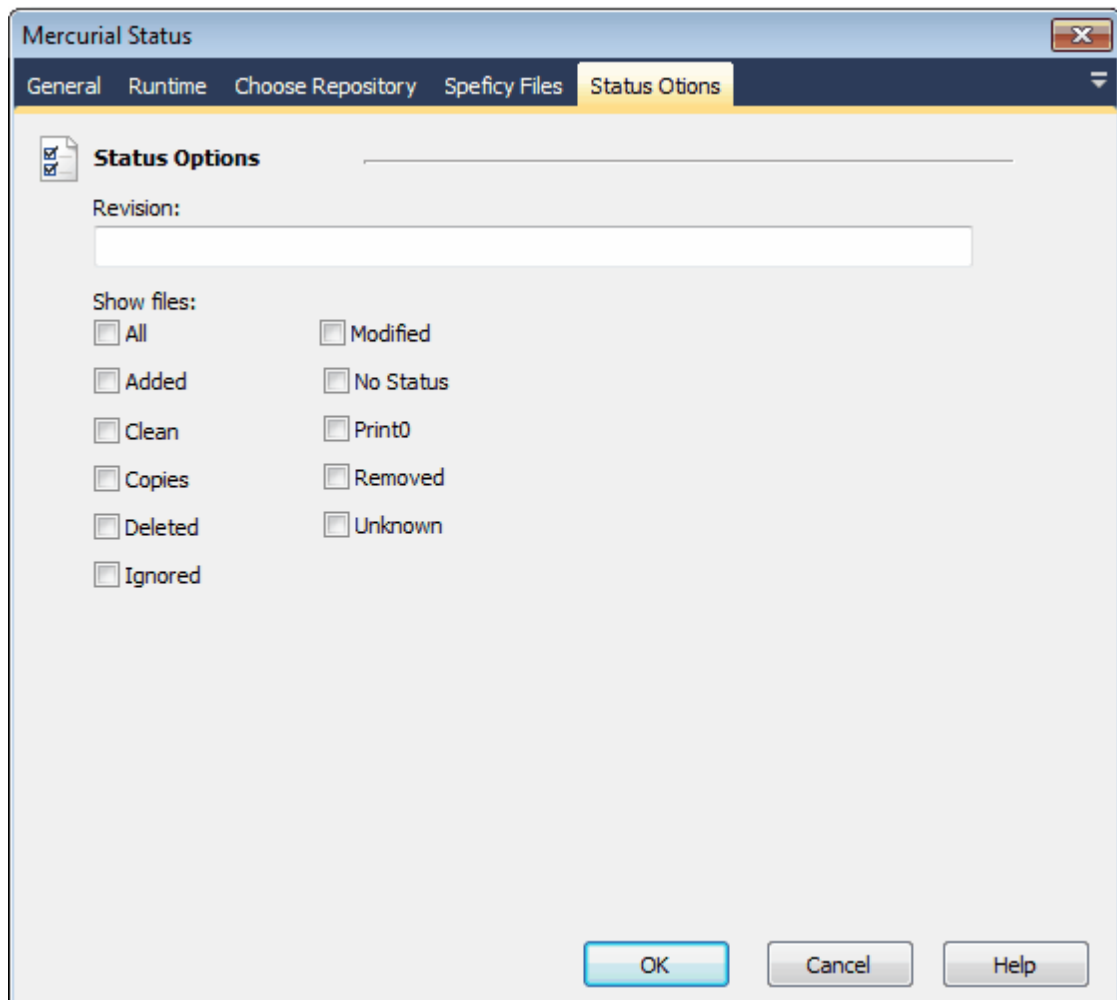 Mercurial Status
General Runtime Choose Repository Speficy Files Status Otions
Status Options
Revision:
Show files:
All Modified
Added No Status
Clean Print0
Copies Removed
Deleted Unknown
Ignored
OK Cancel Help